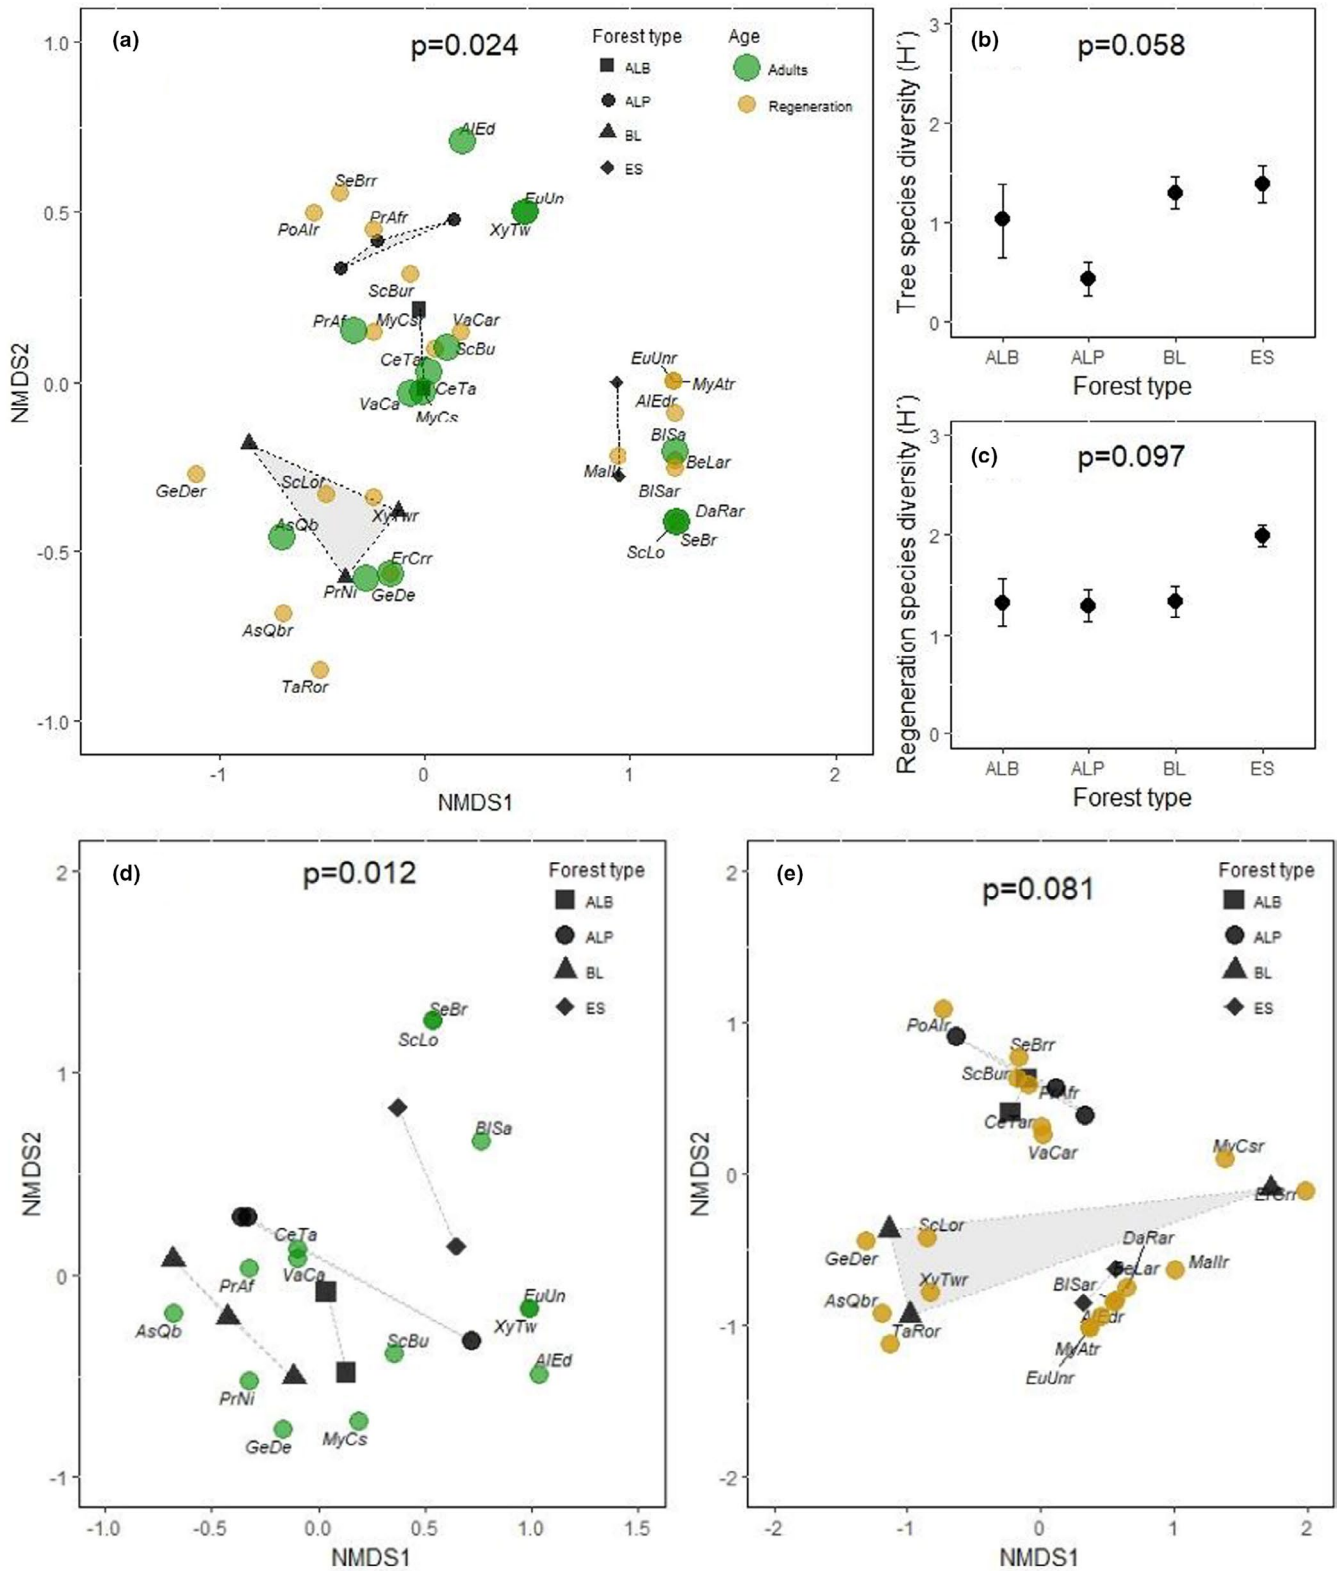 (a)
p=0.024
Forest type
ALB
ALP
BL
ES
Age
Adults
Regeneration
AlEd
SeBrr
EuUn
PoAlr
PrAfr
XyTw
ScBur
PrAf
MyCsr
VaCar
CeTar
ScBu
EuUnr
MyAtr
CeTa
VaCa
AlEdr
MyCs
BlSa
GeDer
ScLor
Mallr
BeLar
BlSar
AsQb
XyTwr
DaRar
ScLo
SeBr
ErCrr
PrNi
GeDe
AsQbr
TaRor
1.0
0.5
0.0
-0.5
-1.0
NMDS2
-1
0
1
2
NMDS1
(b)
p=0.058
3
2
1
0
Tree species diversity (H´)
ALB
ALP
BL
ES
Forest type
(c)
p=0.097
3
2
1
0
Regeneration species diversity (H´)
ALB
ALP
BL
ES
Forest type
(d)
p=0.012
Forest type
ALB
ALP
BL
ES
SeBr
ScLo
BlSa
CeTa
PrAf
VaCa
EuUn
AsQb
XyTw
ScBu
AlEd
PrNi
GeDe
MyCs
2
1
0
-1
NMDS2
-1.0
-0.5
0.0
0.5
1.0
1.5
NMDS1
(e)
p=0.081
Forest type
ALB
ALP
BL
ES
PoAlr
SeBrr
ScBur
PrAfr
CeTar
VaCar
MyCsr
ErCrr
ScLor
GeDer
DaRar
XyTwr
BeLar
Mallr
BlSar
AsQbr
AlEdr
TaRor
MyAtr
EuUnr
2
1
0
-1
-2
NMDS2
-2
-1
0
1
2
NMDS1